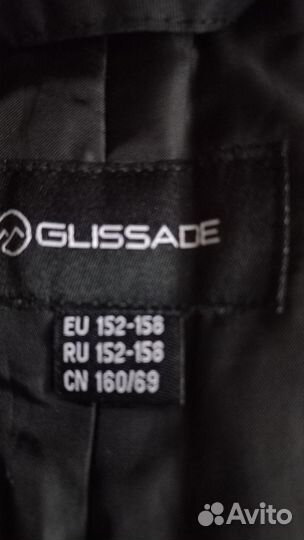 GLISSADE
EU 152-158
RU 152-158
CN 160/69
Avito